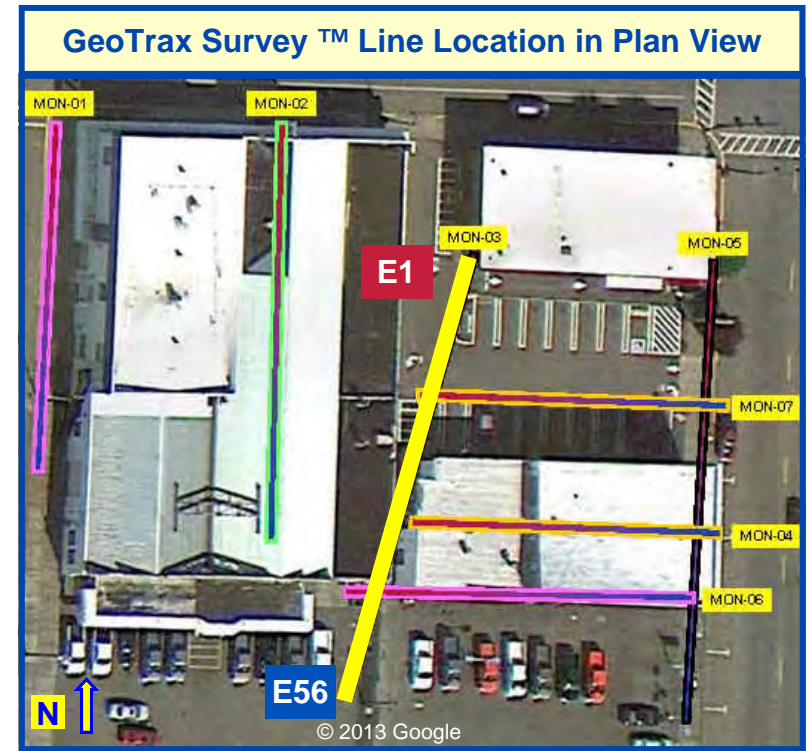 GeoTrax Survey ™ Line Location in Plan View
MON-01
MON-02
MON-03
MON-05
E1
MON-07
MON-04
MON-06
E56
N
© 2013 Google